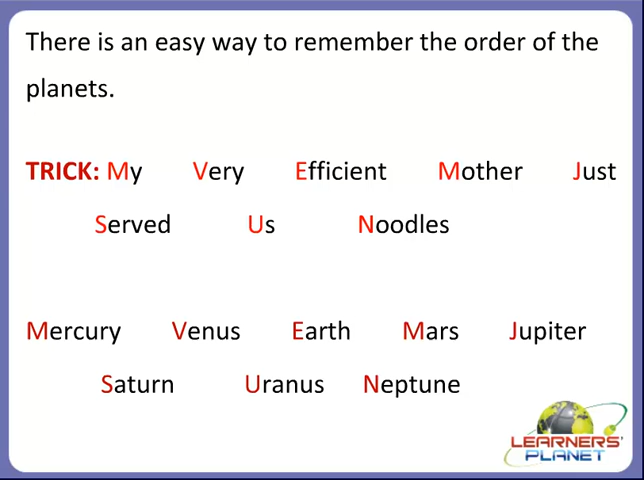 There is an easy way to remember the order of the
planets.
TRICK: My Very Efficient Mother Just
Served Us Noodles
Mercury Venus Earth Mars Jupiter
Saturn Uranus Neptune
LEARNERS'
PLANET